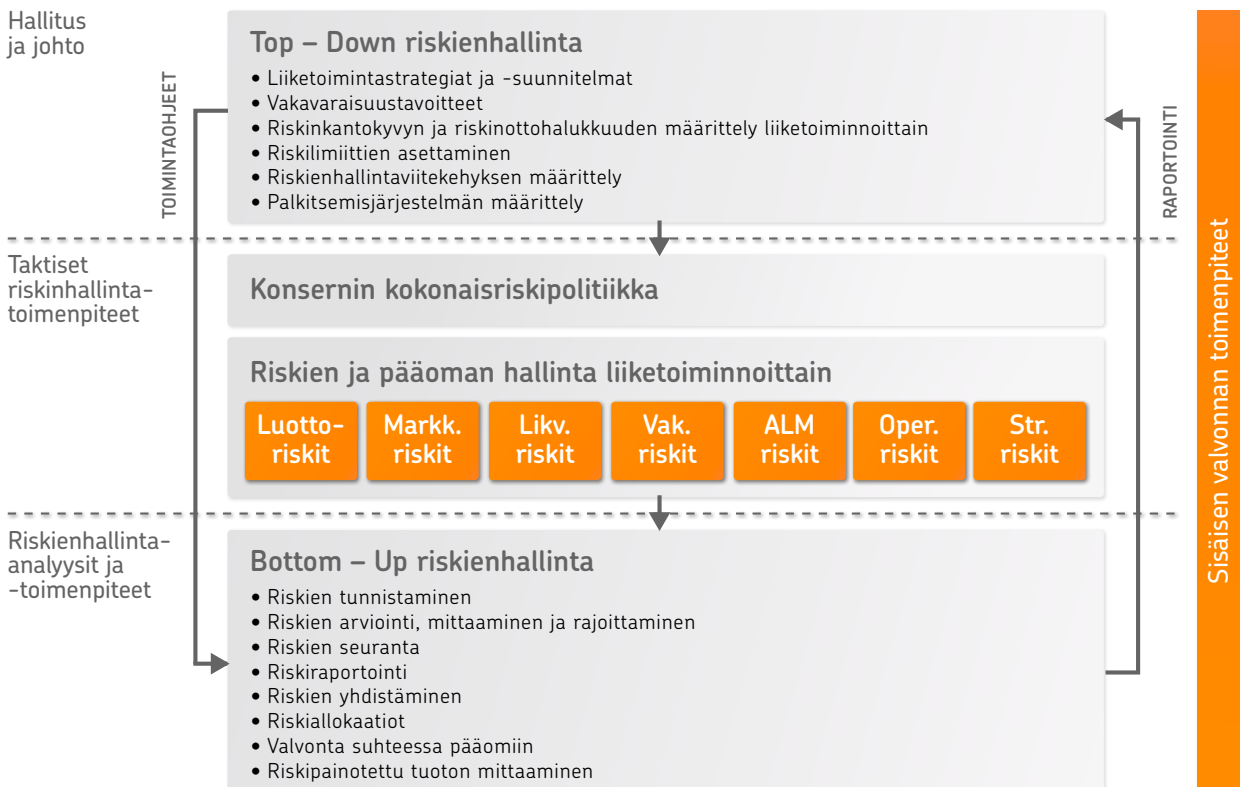 Hallitus
ja johto
Top – Down riskienhallinta
• Liiketoimintastrategiat ja -suunnitelmat
• Vakavaraisuustavoitteet
• Riskinkantokyvyn ja riskinottohalukkuuden määrittely liiketoiminnoittain
• Riskilimiittien asettaminen
• Riskienhallintaviitekehyksen määrittely
• Palkitsemisjärjestelmän määrittely
TOIMINTAOHJEET
RAPORTOINTI
Taktiset
riskinhallinta-
toimenpiteet
Konsernin kokonaisriskipolitiikka
Riskien ja pääoman hallinta liiketoiminnoittain
Luotto-
riskit
Markk.
riskit
Likv.
riskit
Vak.
riskit
ALM
riskit
Oper.
riskit
Str.
riskit
Riskienhallinta-
analyysit ja
-toimenpiteet
Bottom – Up riskienhallinta
• Riskien tunnistaminen
• Riskien arviointi, mittaaminen ja rajoittaminen
• Riskien seuranta
• Riskiraportointi
• Riskien yhdistäminen
• Riskiallokaatiot
• Valvonta suhteessa pääomiin
• Riskipainotettu tuoton mittaaminen
Sisäisen valvonnan toimenpiteet